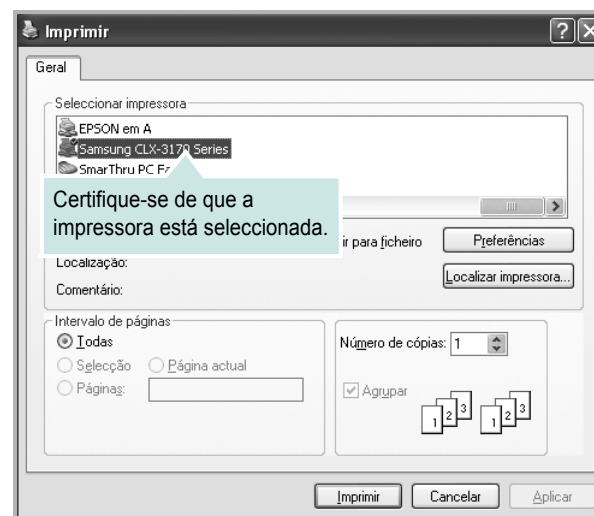 Imprimir
Geral
Seleccionar impressora
EPSON em A
Samsung CLX-3170 Series
SmarThru PC
Certifique-se de que a
impressora está seleccionada.
ir para ficheiro
Preferências
Localização:
Localizar impressora...
Comentário:
Intervalo de páginas
Todas
Selecção Página actual
Páginas:
Número de cópias: 1
Agrupar
1 2 3 1 2 3
Imprimir Cancelar Aplicar